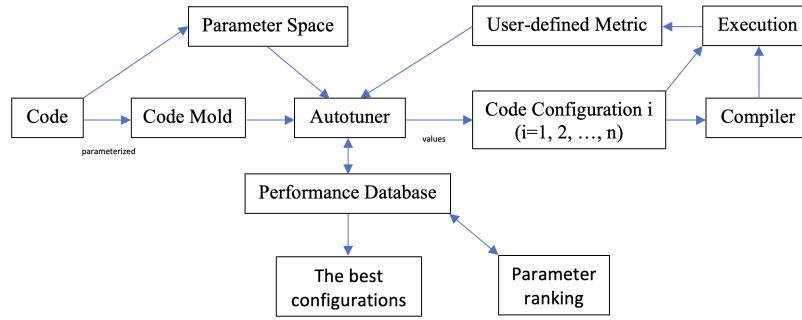 Parameter Space
User-defined Metric
Execution
Code
Code Mold
Autotuner
Code Configuration i
(i=1, 2, …, n)
Compiler
parameterized
values
Performance Database
The best
configurations
Parameter
ranking